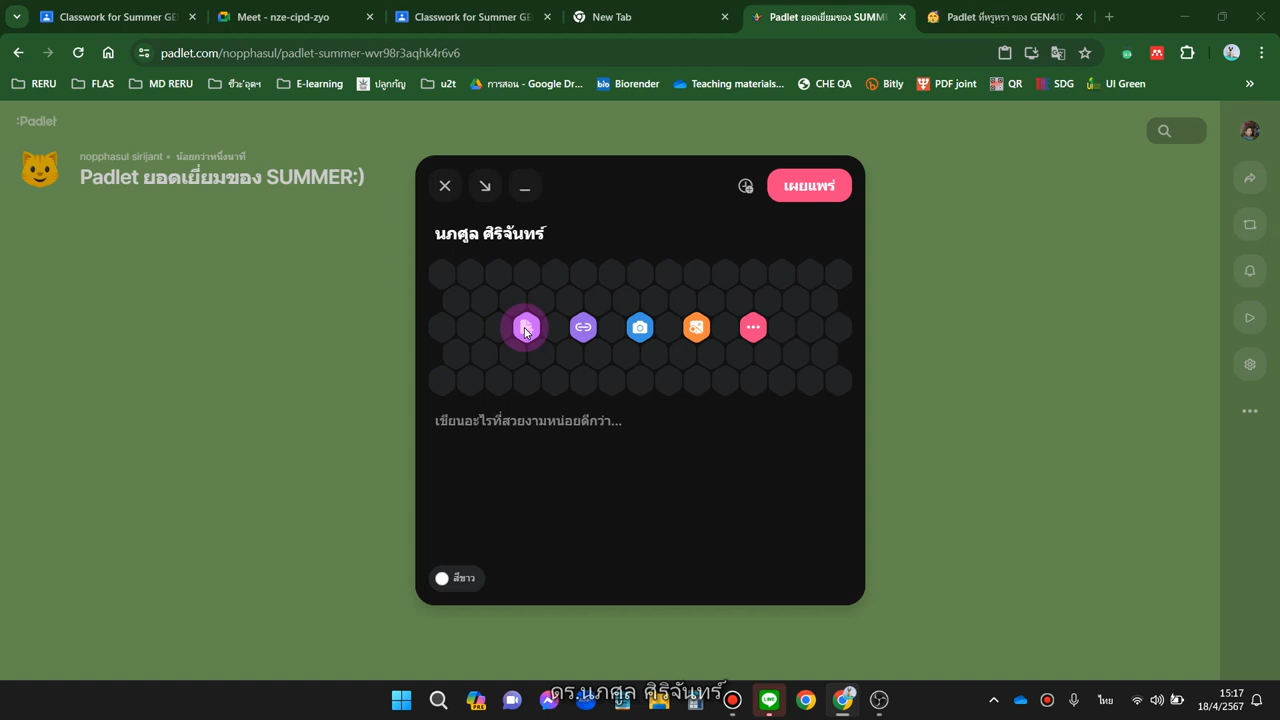 Classwork for Summer GE
Meet - nze-cipd-zyo
Classwork for Summer GE
New Tab
Padlet ยอดเยี่ยมของ SUMM
Padlet ที่หรูหรา ของ GEN410
padlet.com/nopphasul/padlet-summer-wvr98r3aqhk4r6v6
RERU
FLAS
MD RERU
ชีวะ'อุดฯ
E-learning
ปลูกกัญ
u2t
การสอน - Google Dr...
bio
Biorender
Teaching materials...
CHE QA
Bitly
PDF joint
QR
SDG
UI Green
:Padlet
nopphasul sirijant • น้อยกว่าหนึ่งนาที
Padlet ยอดเยี่ยมของ SUMMER:)
เผยแพร่
นภศูล ศิริจันทร์
เขียนอะไรที่สวยงามหน่อยดีกว่า...
สีขาว
ดร.นภศูล ศิริจันทร์
PRE
ไทย
15:17
18/4/2567